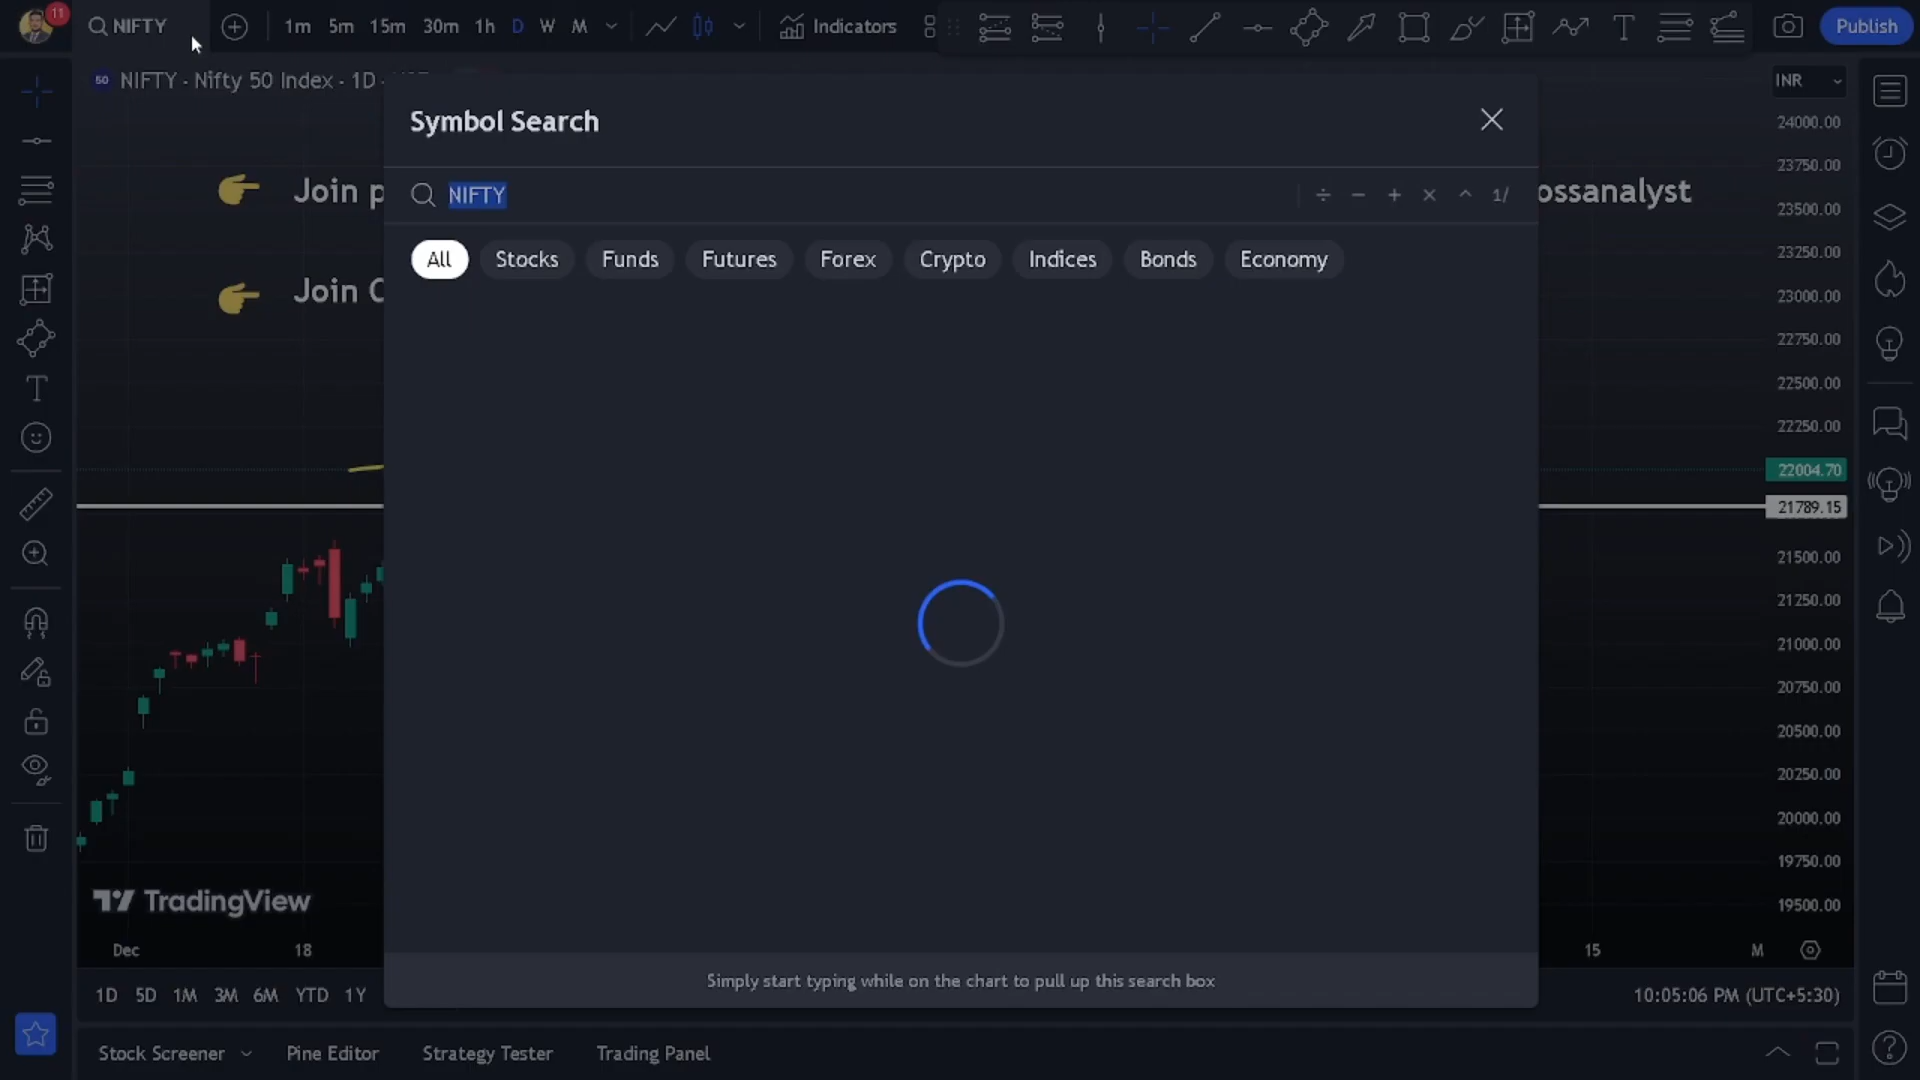 11
NIFTY
1m 5m 15m 30m 1h D W M
Indicators
Publish
50 NIFTY - Nifty 50 Index - 1D -
INR
Symbol Search
NIFTY
1/
All Stocks Funds Futures Forex Crypto Indices Bonds Economy
Join p
ossanalyst
Join
24000.00
23750.00
23500.00
23250.00
23000.00
22750.00
22500.00
22250.00
22004.70
21789.15
21500.00
21250.00
21000.00
20750.00
20500.00
20250.00
20000.00
19750.00
19500.00
TradingView
Dec 18 15 M
Simply start typing while on the chart to pull up this search box
1D 5D 1M 3M 6M YTD 1Y
10:05:06 PM (UTC+5:30)
Stock Screener Pine Editor Strategy Tester Trading Panel